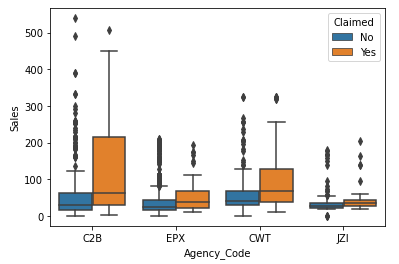 Claimed
No
Yes
500
400
300
200
100
0
Sales
C2B EPX CWT JZI
Agency_Code